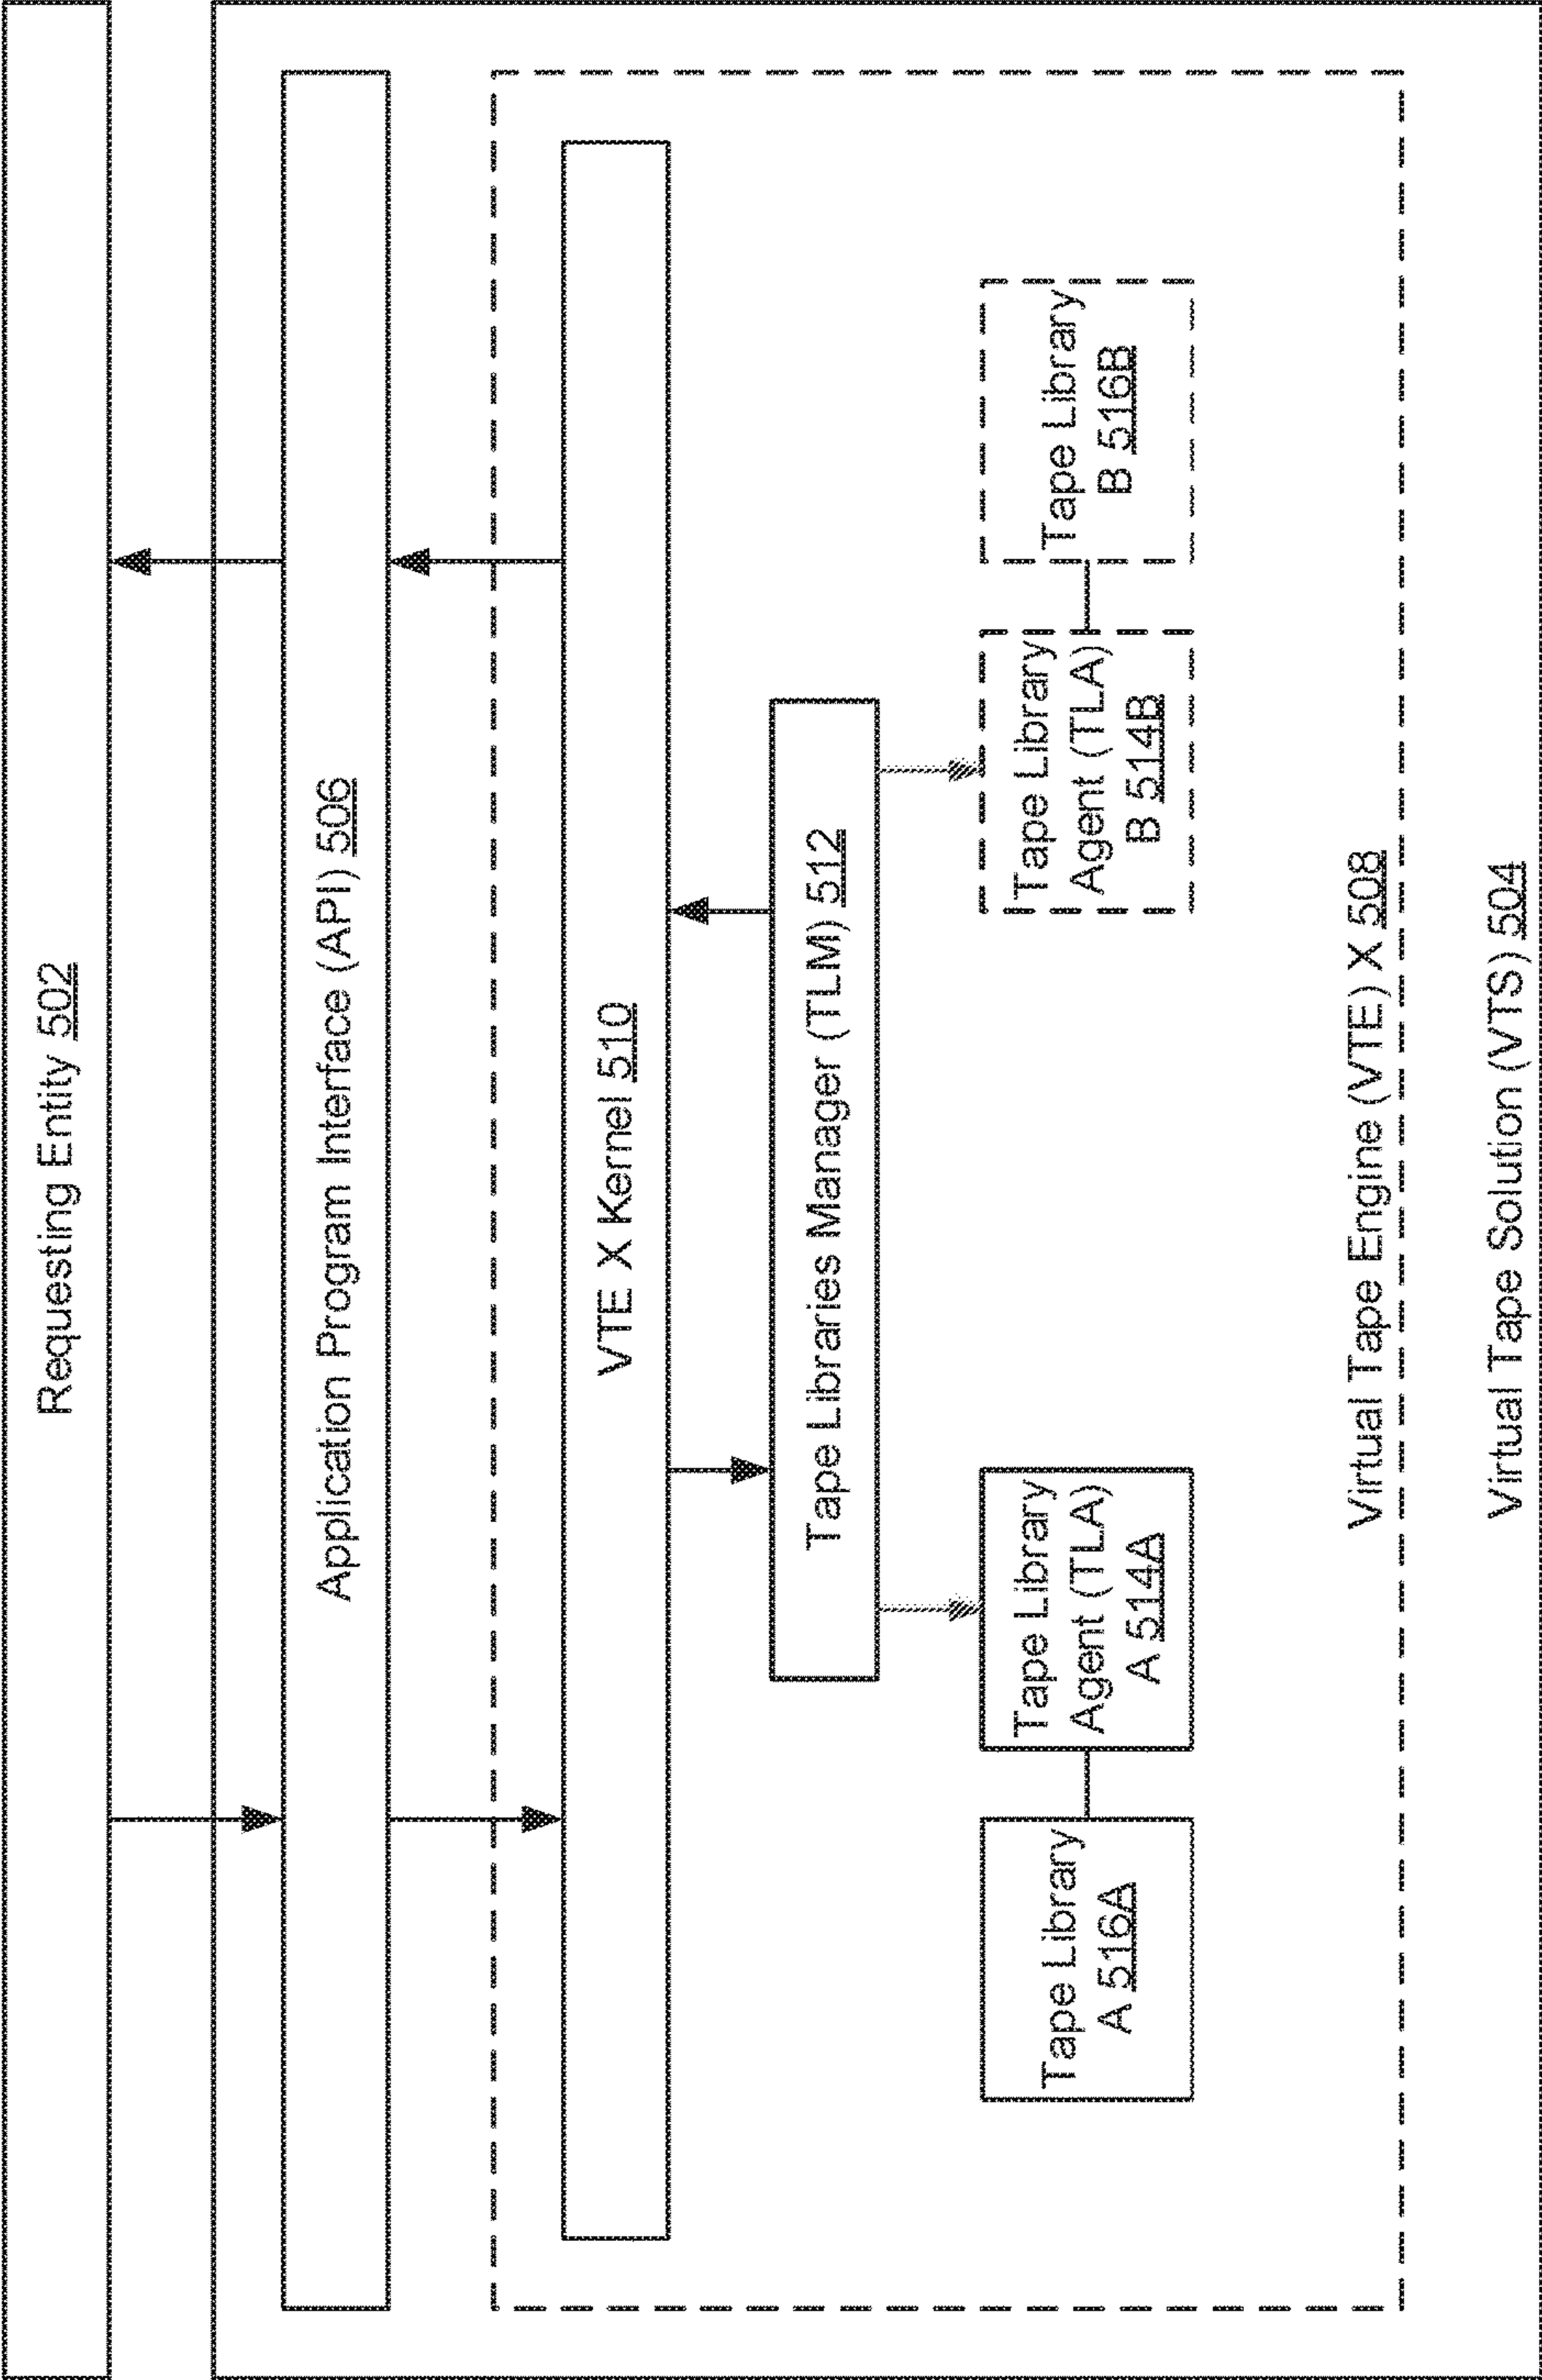 Requesting Entity 502
Application Program Interface (API) 506
VTE X Kernel 510
Tape Libraries Manager (TLM) 512
Tape Library
A 516A
Tape Library
Agent (TLA)
A 514A
Tape Library
Agent (TLA)
B 514B
Tape Library
B 516B
Virtual Tape Engine (VTE) X 508
Virtual Tape Solution (VTS) 504